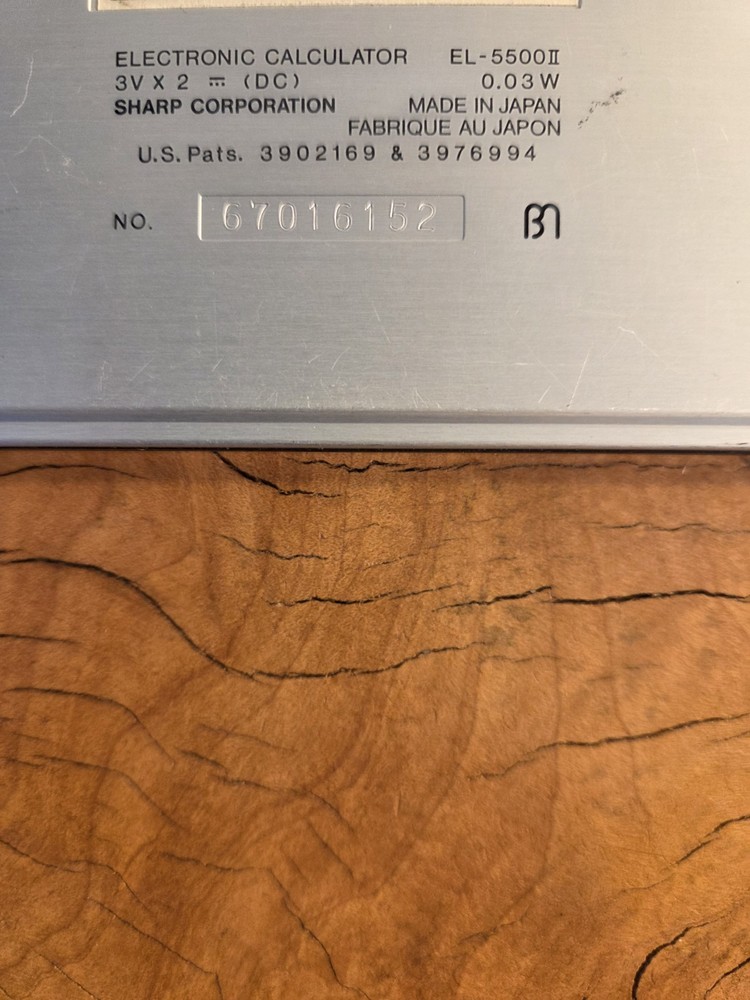 ELECTRONIC CALCULATOR EL-5500Ⅱ
3V X 2 ⎓ (DC) 0.03W
SHARP CORPORATION MADE IN JAPAN
FABRIQUE AU JAPON
U.S. Pats. 3902169 & 3976994
NO. 67016152